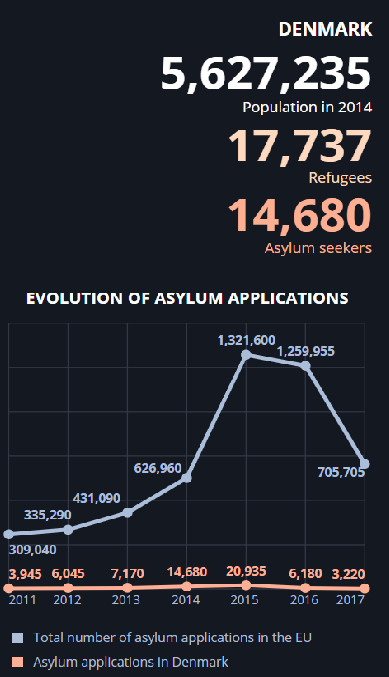 DENMARK
5,627,235
Population in 2014
17,737
Refugees
14,680
Asylum seekers
EVOLUTION OF ASYLUM APPLICATIONS
1,321,600
1,259,955
626,960
705,705
431,090
335,290
309,040
3,945 6,045 7,170 14,680 20,935 6,180 3,220
2011 2012 2013 2014 2015 2016 2017
Total number of asylum applications in the EU
Asylum applications in Denmark